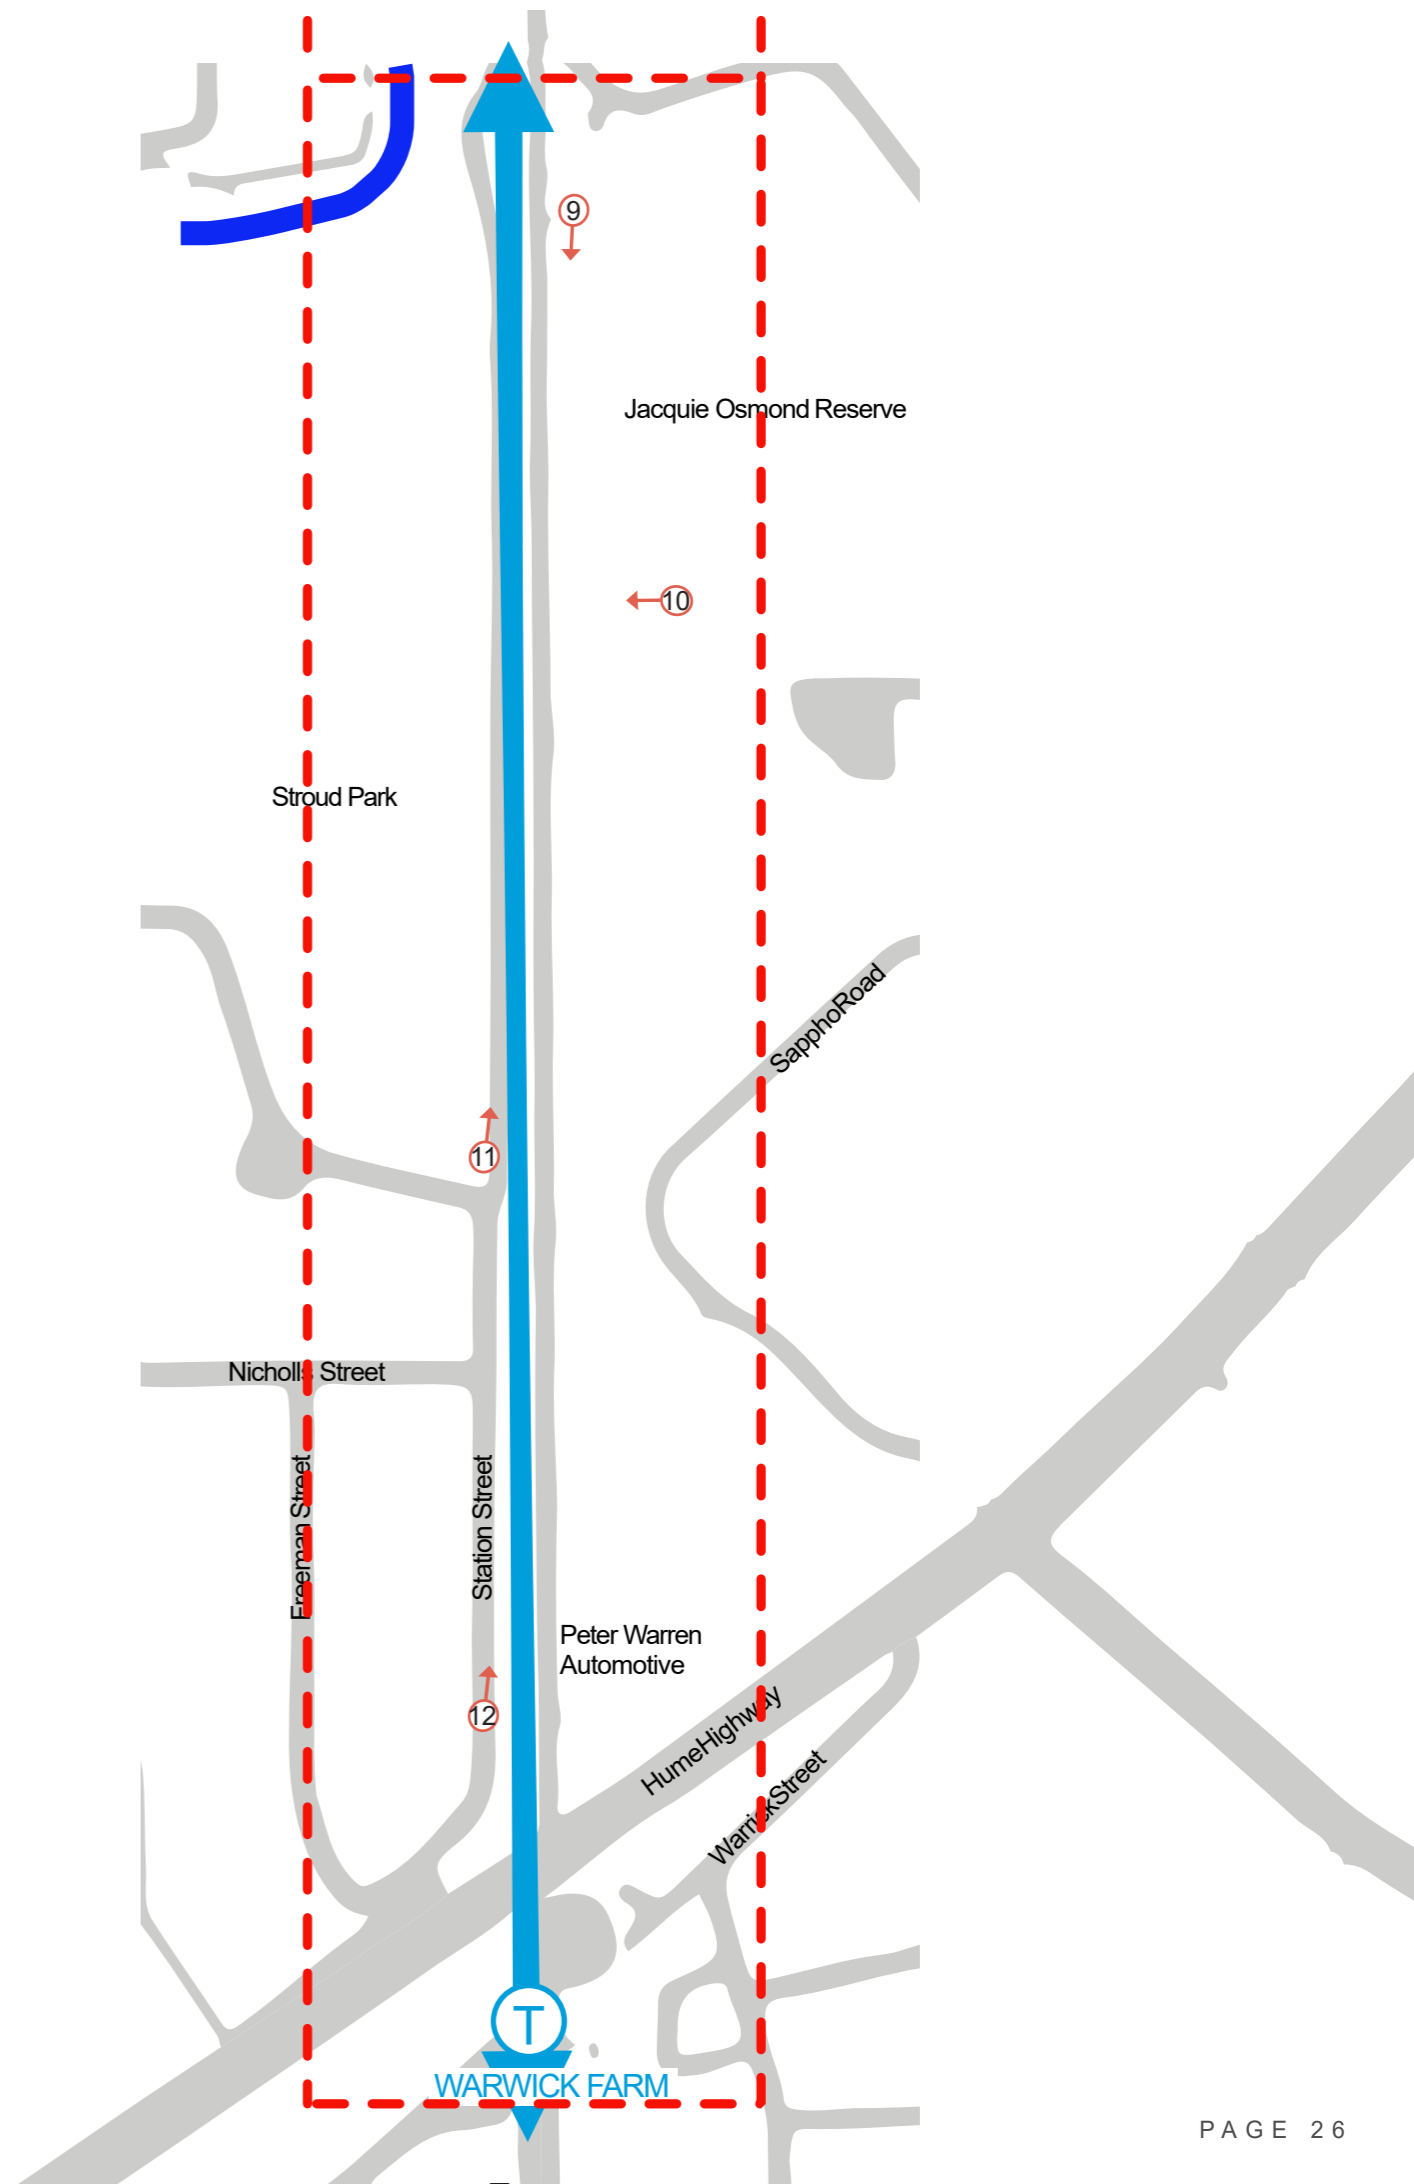 9
Jacquie Osmond Reserve
10
Stroud Park
SapphoRoad
11
Nicholls Street
Freeman Street
Station Street
Peter Warren
Automotive
12
HumeHighway
WarrickStreet
T
WARWICK FARM
PAGE 26